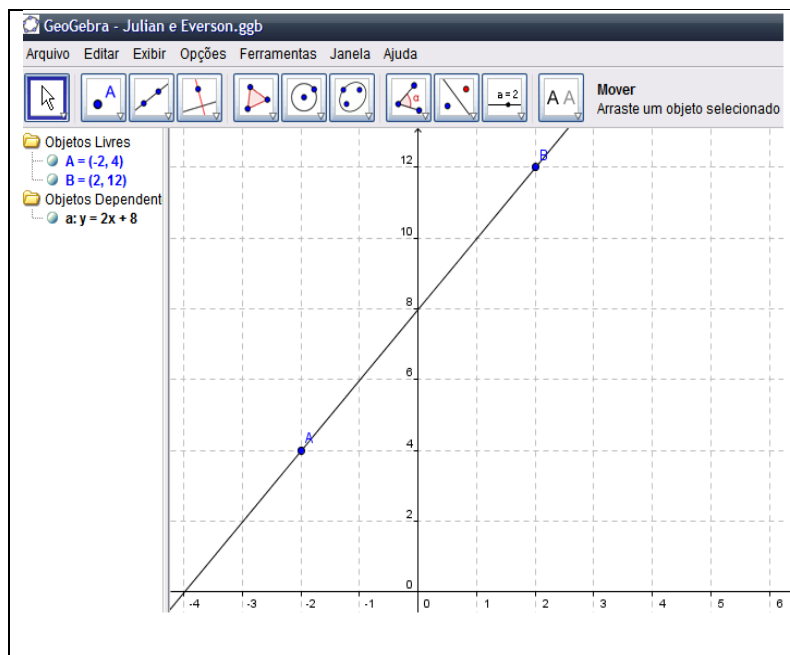 GeoGebra - Julian e Everson.ggb
Arquivo Editar Exibir Opções Ferramentas Janela Ajuda
A
α
a = 2
A A
Mover
Arraste um objeto selecionado
Objetos Livres
A = (-2, 4)
B = (2, 12)
Objetos Dependent
a: y = 2x + 8
B
12
10
8
6
A
4
2
0
-4 -3 -2 -1 0 1 2 3 4 5 6